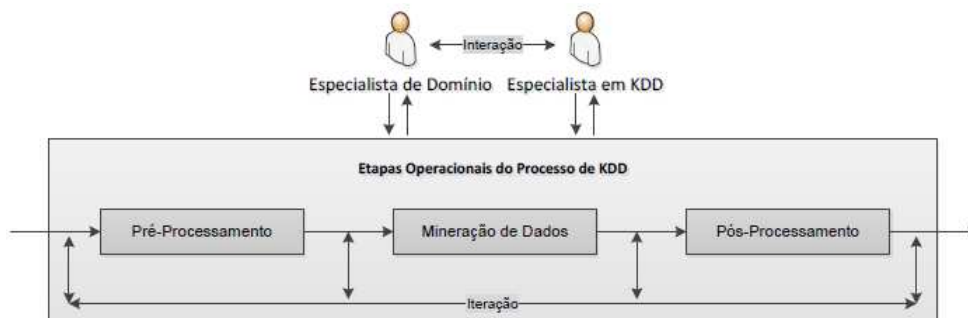 Interação
Especialista de Domínio
Especialista em KDD
Etapas Operacionais do Processo de KDD
Pré-Processamento
Mineração de Dados
Pós-Processamento
Iteração